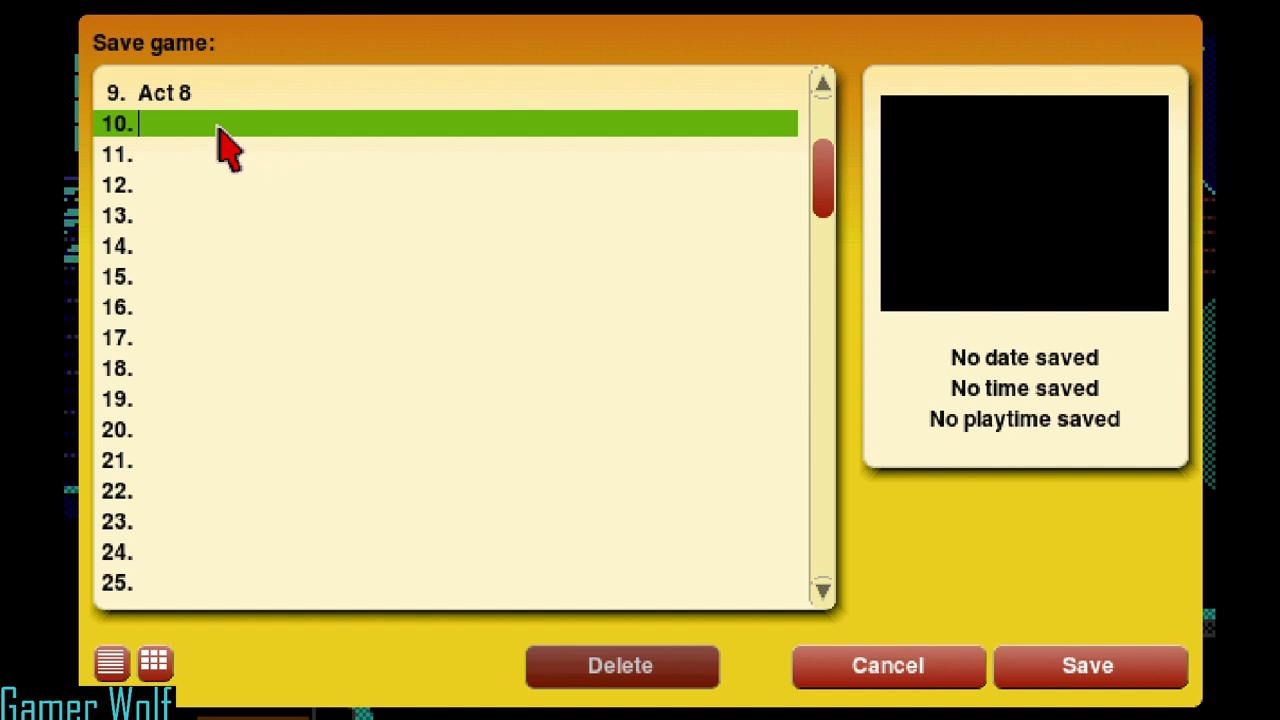 Save game:
9. Act 8
10.
11.
12.
13.
14.
15.
16.
17.
18.
19.
20.
21.
22.
23.
24.
25.
No date saved
No time saved
No playtime saved
Delete
Cancel
Save
Gamer Wolf